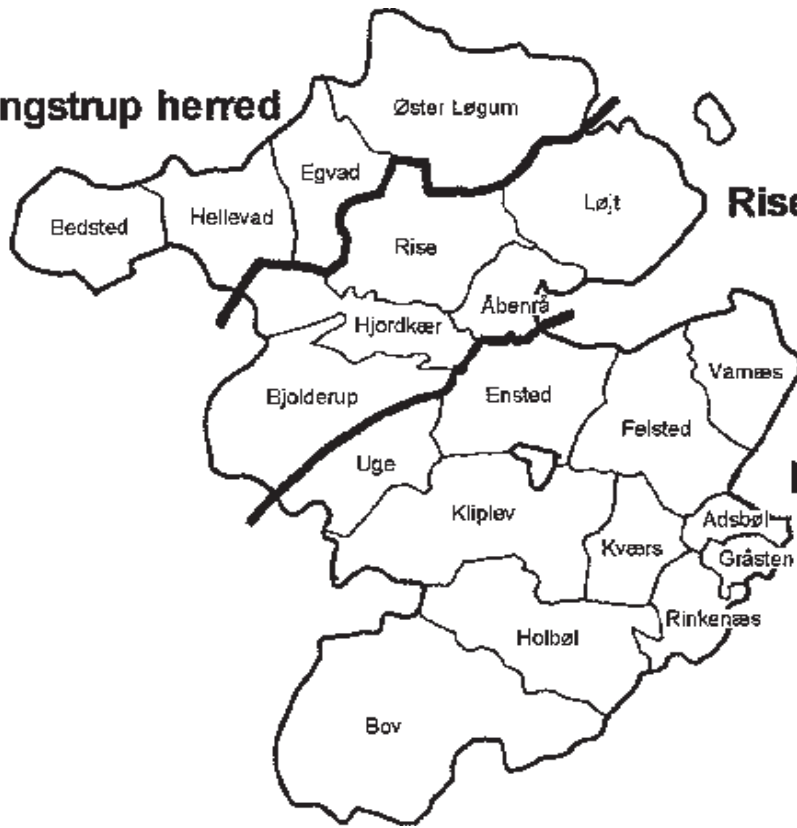 ngstrup herred
Øster Løgum
Egvad
Løjt
Rise
Hellevad
Bedsted
Rise
Åbenrå
Hjordkær
Varnæs
Bjolderup
Ensted
Felsted
Uge
Kliplev
Adsbøl
Kværs
Gråsten
Rinkenæs
Holbøl
Bov